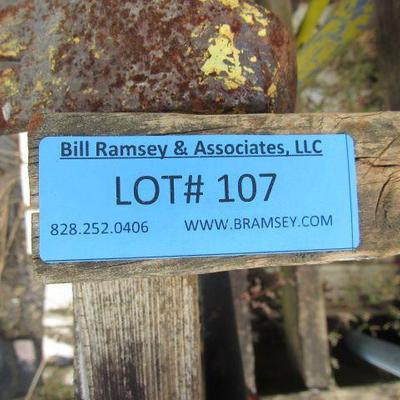 Bill Ramsey & Associates, LLC
LOT# 107
828.252.0406 WWW.BRAMSEY.COM